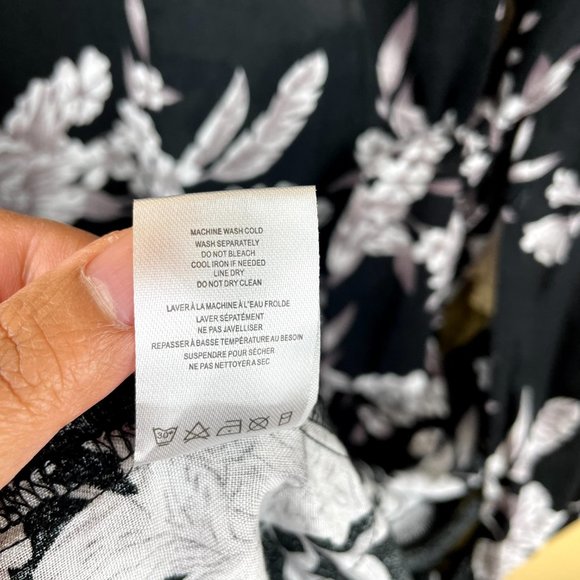 MACHINE WASH COLD
WASH SEPARATELY
DO NOT BLEACH
COOL IRON IF NEEDED
LINE DRY
DO NOT DRY CLEAN
LAVER À LA MACHINE À L'EAU FROLDE
LAVER SÉPATÉMENT
NE PAS JAVELLISER
REPASSER À BASSE TEMPÉRATURE AU BESOIN
SUSPENDRE POUR SÉCHER
NE PAS NETTOYER A SEC
30°